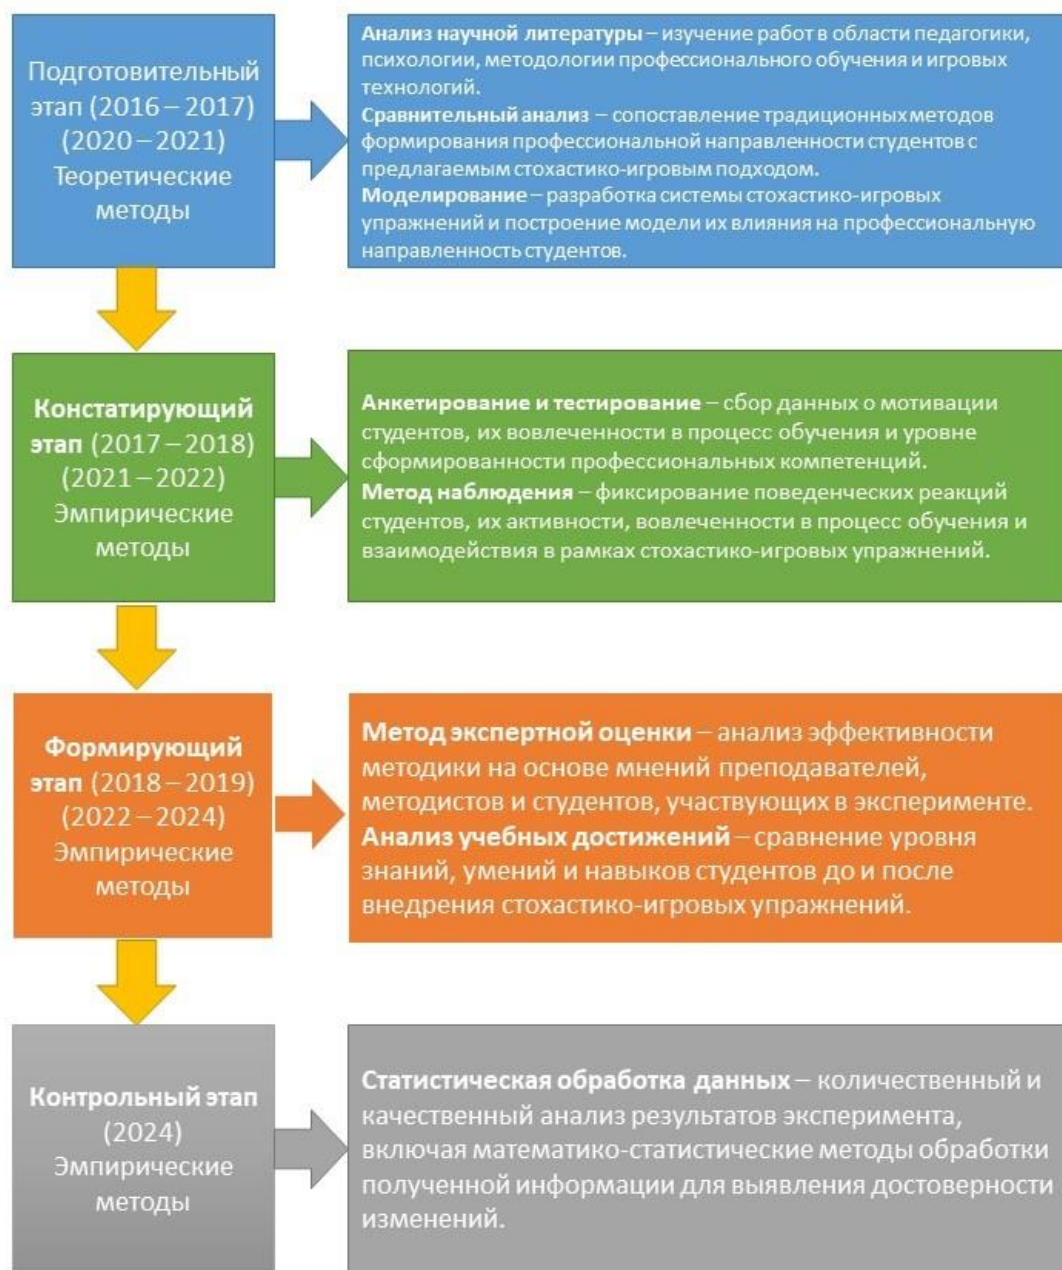 Подготовительный
этап (2016 – 2017)
(2020 – 2021)
Теоретические
методы
Анализ научной литературы – изучение работ в области педагогики,
психологии, методологии профессионального обучения и игровых
технологий.
Сравнительный анализ – сопоставление традиционных методов
формирования профессиональной направленности студентов с
предлагаемым стохастико-игровым подходом.
Моделирование – разработка системы стохастико-игровых
упражнений и построение модели их влияния на профессиональную
направленность студентов.
Констатирующий
этап (2017 – 2018)
(2021 – 2022)
Эмпирические
методы
Анкетирование и тестирование – сбор данных о мотивации
студентов, их вовлеченности в процесс обучения и уровне
сформированности профессиональных компетенций.
Метод наблюдения – фиксирование поведенческих реакций
студентов, их активности, вовлеченности в процесс обучения и
взаимодействия в рамках стохастико-игровых упражнений.
Формирующий
этап (2018 – 2019)
(2022 – 2024)
Эмпирические
методы
Метод экспертной оценки – анализ эффективности
методики на основе мнений преподавателей,
методистов и студентов, участвующих в эксперименте.
Анализ учебных достижений – сравнение уровня
знаний, умений и навыков студентов до и после
внедрения стохастико-игровых упражнений.
Контрольный этап
(2024)
Эмпирические
методы
Статистическая обработка данных – количественный и
качественный анализ результатов эксперимента,
включая математико-статистические методы обработки
полученной информации для выявления достоверности
изменений.